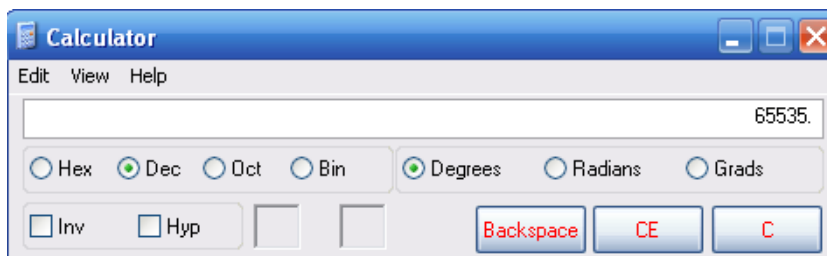 Calculator
Edit View Help
65535.
Hex Dec Oct Bin Degrees Radians Grads
Inv Hyp Backspace CE C